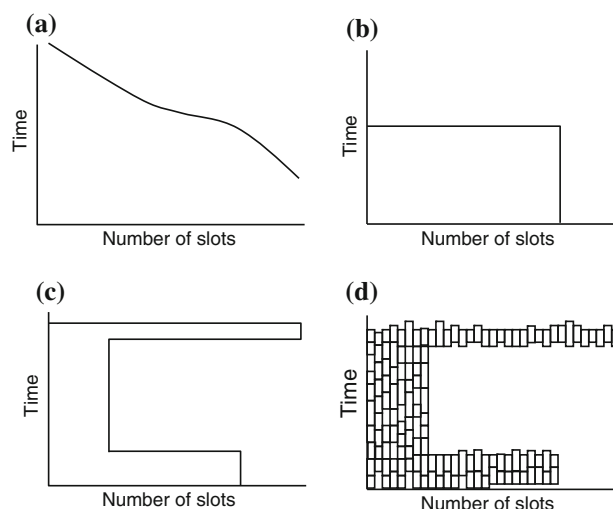 (a)
Time
Number of slots
(b)
Time
Number of slots
(c)
Time
Number of slots
(d)
Time
Number of slots